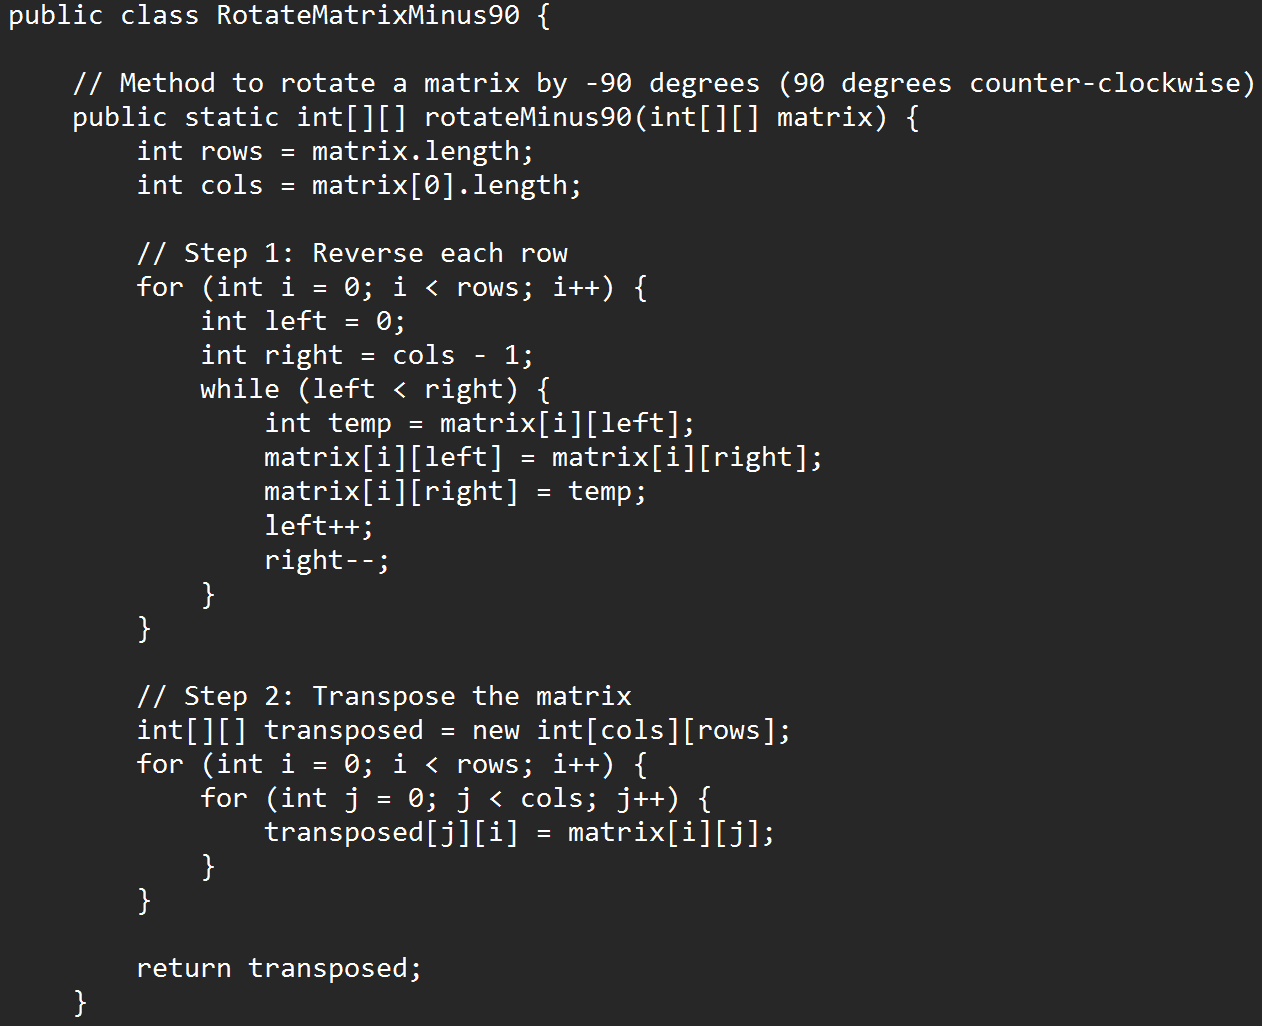 public class RotateMatrixMinus90 {
// Method to rotate a matrix by -90 degrees (90 degrees counter-clockwise)
public static int[][] rotateMinus90(int[][] matrix) {
int rows = matrix.length;
int cols = matrix[0].length;
// Step 1: Reverse each row
for (int i = 0; i < rows; i++) {
int left = 0;
int right = cols - 1;
while (left < right) {
int temp = matrix[i][left];
matrix[i][left] = matrix[i][right];
matrix[i][right] = temp;
left++;
right--;
}
}
// Step 2: Transpose the matrix
int[][] transposed = new int[cols][rows];
for (int i = 0; i < rows; i++) {
for (int j = 0; j < cols; j++) {
transposed[j][i] = matrix[i][j];
}
}
return transposed;
}